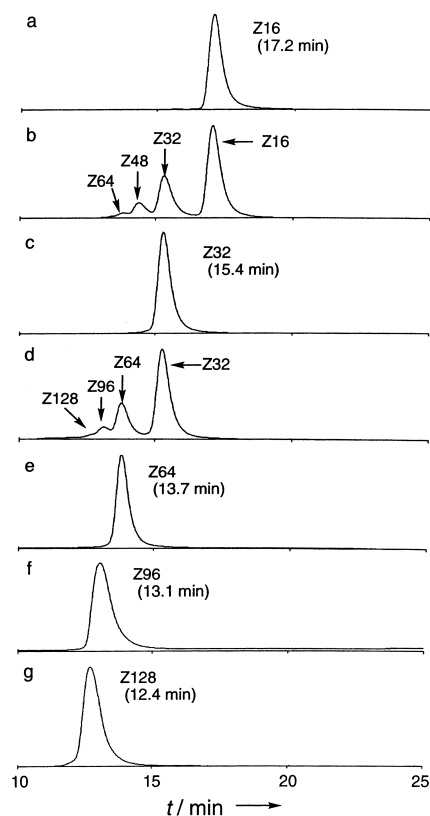 a
Z16
(17.2 min)
b
Z64
Z48
Z32
Z16
c
Z32
(15.4 min)
d
Z128
Z96
Z64
Z32
e
Z64
(13.7 min)
f
Z96
(13.1 min)
g
Z128
(12.4 min)
10 15 20 25
t / min